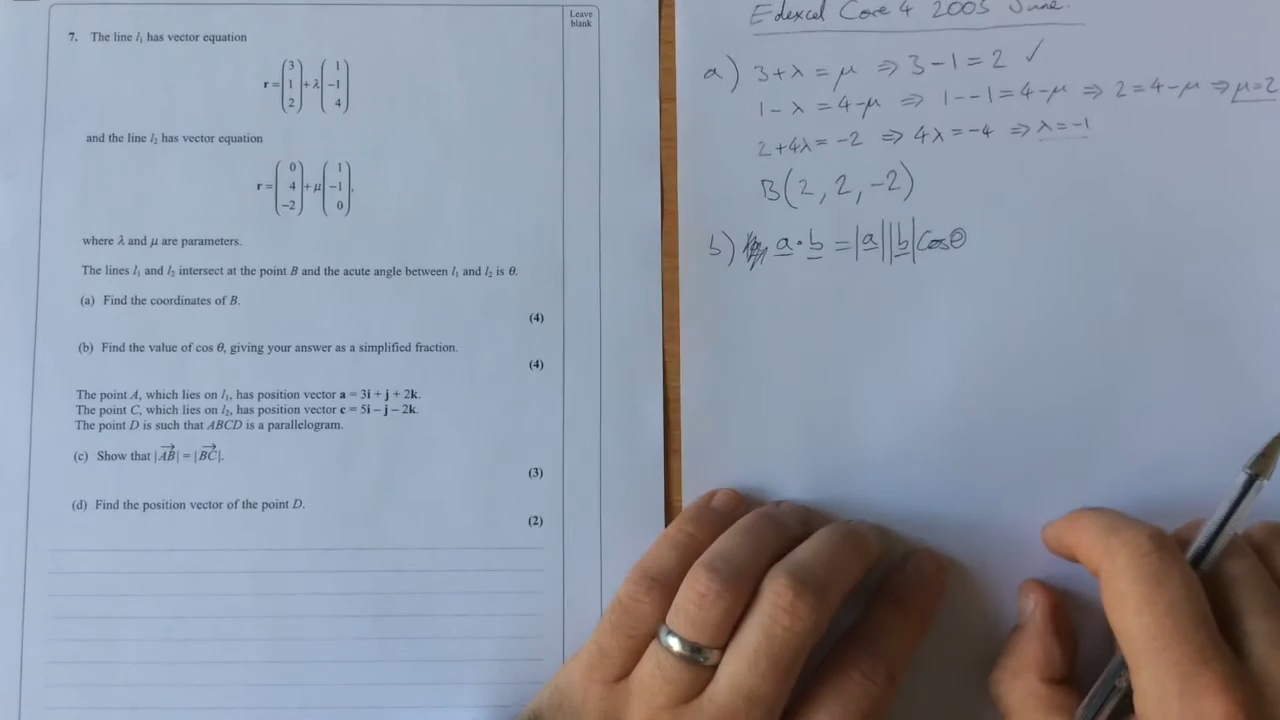 Leave
blank
7. The line l₁ has vector equation
r = (3 1 2) + λ (1 -1 4)
and the line l₂ has vector equation
r = (0 4 -2) + μ (1 -1 0).
where λ and μ are parameters.
The lines l₁ and l₂ intersect at the point B and the acute angle between l₁ and l₂ is θ.
(a) Find the coordinates of B.
(4)
(b) Find the value of cos θ, giving your answer as a simplified fraction.
(4)
The point A, which lies on l₁, has position vector a = 3i + j + 2k.
The point C, which lies on l₂, has position vector c = 5i – j – 2k.
The point D is such that ABCD is a parallelogram.
(c) Show that |AB| = |BC|.
(3)
(d) Find the position vector of the point D.
(2)
Edexcel Core 4 2005 June.
a) 3+λ = μ ⇒ 3-1=2 ✓
1-λ = 4-μ ⇒ 1--1=4-μ ⇒ 2=4-μ ⇒ μ=2
2+4λ = -2 ⇒ 4λ=-4 ⇒ λ=-1
B(2, 2, -2)
b) a·b = |a||b|cosθ